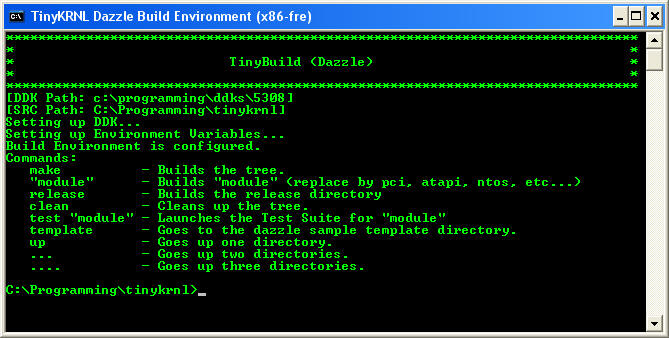 TinyKRNL Dazzle Build Environment (x86-fre)
*******************************************************************************
* *
* TinyBuild (Dazzle) *
* *
*******************************************************************************
[DDK Path: c:\programming\ddks\5308]
[SRC Path: C:\Programming\tinykrnl]
Setting up DDK...
Setting up Environment Variables...
Build Environment is configured.
Commands:
make - Builds the tree.
"module" - Builds "module" (replace by pci, atapi, ntos, etc...)
release - Builds the release directory
clean - Cleans up the tree.
test "module" - Launches the Test Suite for "module"
template - Goes to the dazzle sample template directory.
up - Goes up one directory.
... - Goes up two directories.
.... - Goes up three directories.
C:\Programming\tinykrnl>_